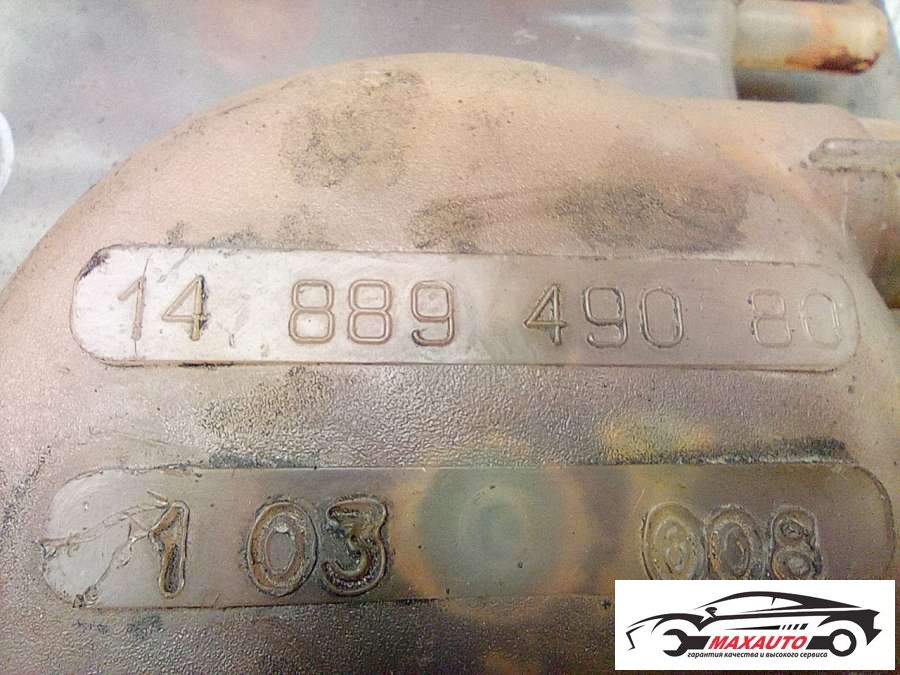 14 889 490 80
1 03 008
MAXAUTO
гарантия качества и высокого сервиса